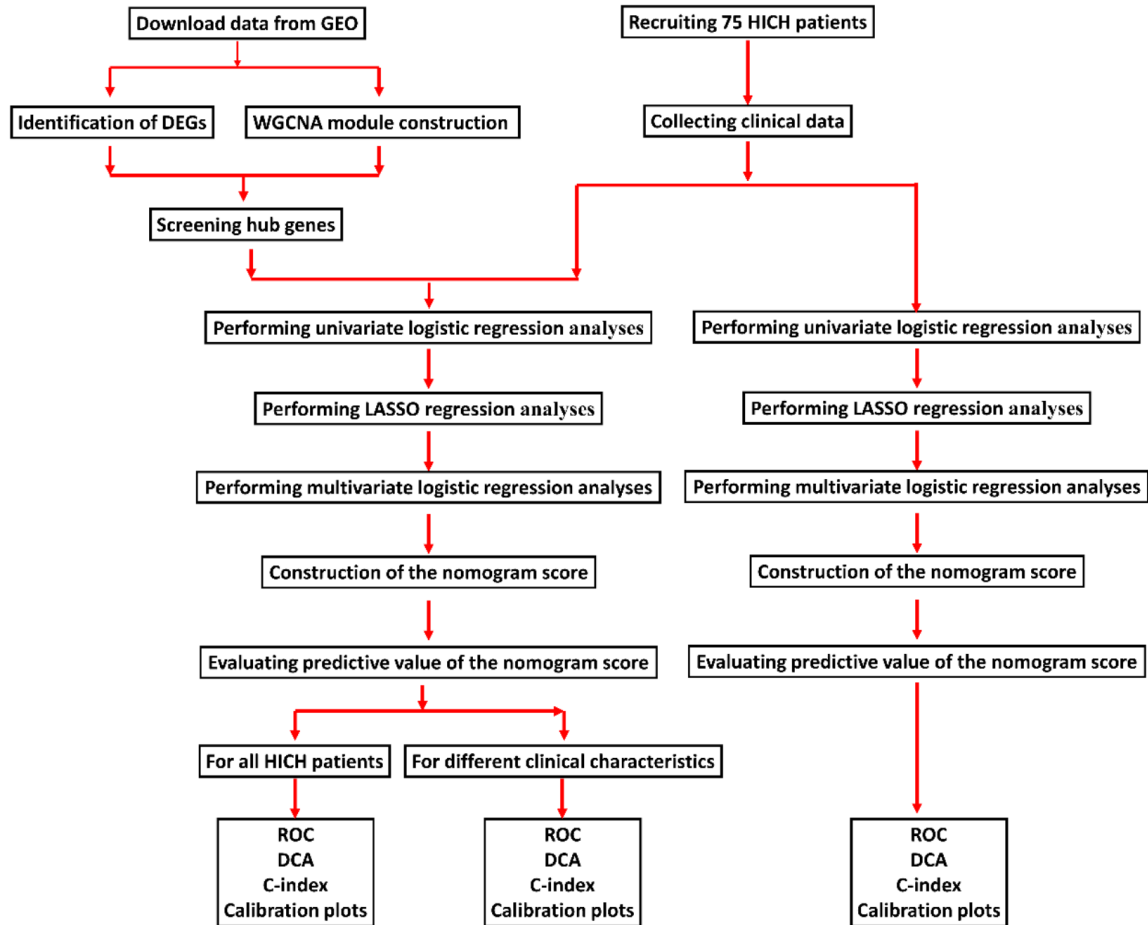 Download data from GEO
Recruiting 75 HICH patients
Identification of DEGs
WGCNA module construction
Collecting clinical data
Screening hub genes
Performing univariate logistic regression analyses
Performing univariate logistic regression analyses
Performing LASSO regression analyses
Performing LASSO regression analyses
Performing multivariate logistic regression analyses
Performing multivariate logistic regression analyses
Construction of the nomogram score
Construction of the nomogram score
Evaluating predictive value of the nomogram score
Evaluating predictive value of the nomogram score
For all HICH patients
For different clinical characteristics
ROC
DCA
C-index
Calibration plots
ROC
DCA
C-index
Calibration plots
ROC
DCA
C-index
Calibration plots